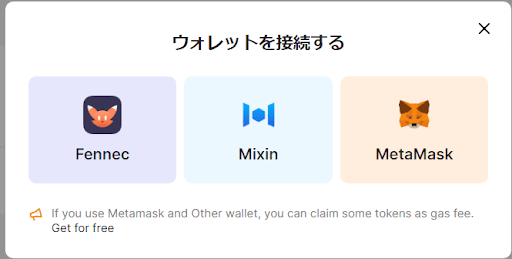 ウォレットを接続する
Fennec
Mixin
MetaMask
If you use Metamask and Other wallet, you can claim some tokens as gas fee.
Get for free